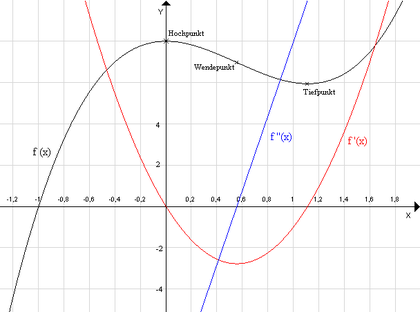 Y
Hochpunkt
Wendepunkt
Tiefpunkt
f (x)
f ''(x)
f '(x)
4
2
-1,2 -1 -0,8 -0,6 -0,4 -0,2 0,2 0,4 0,6 0,8 1 1,2 1,4 1,6 1,8
X
-2
-4